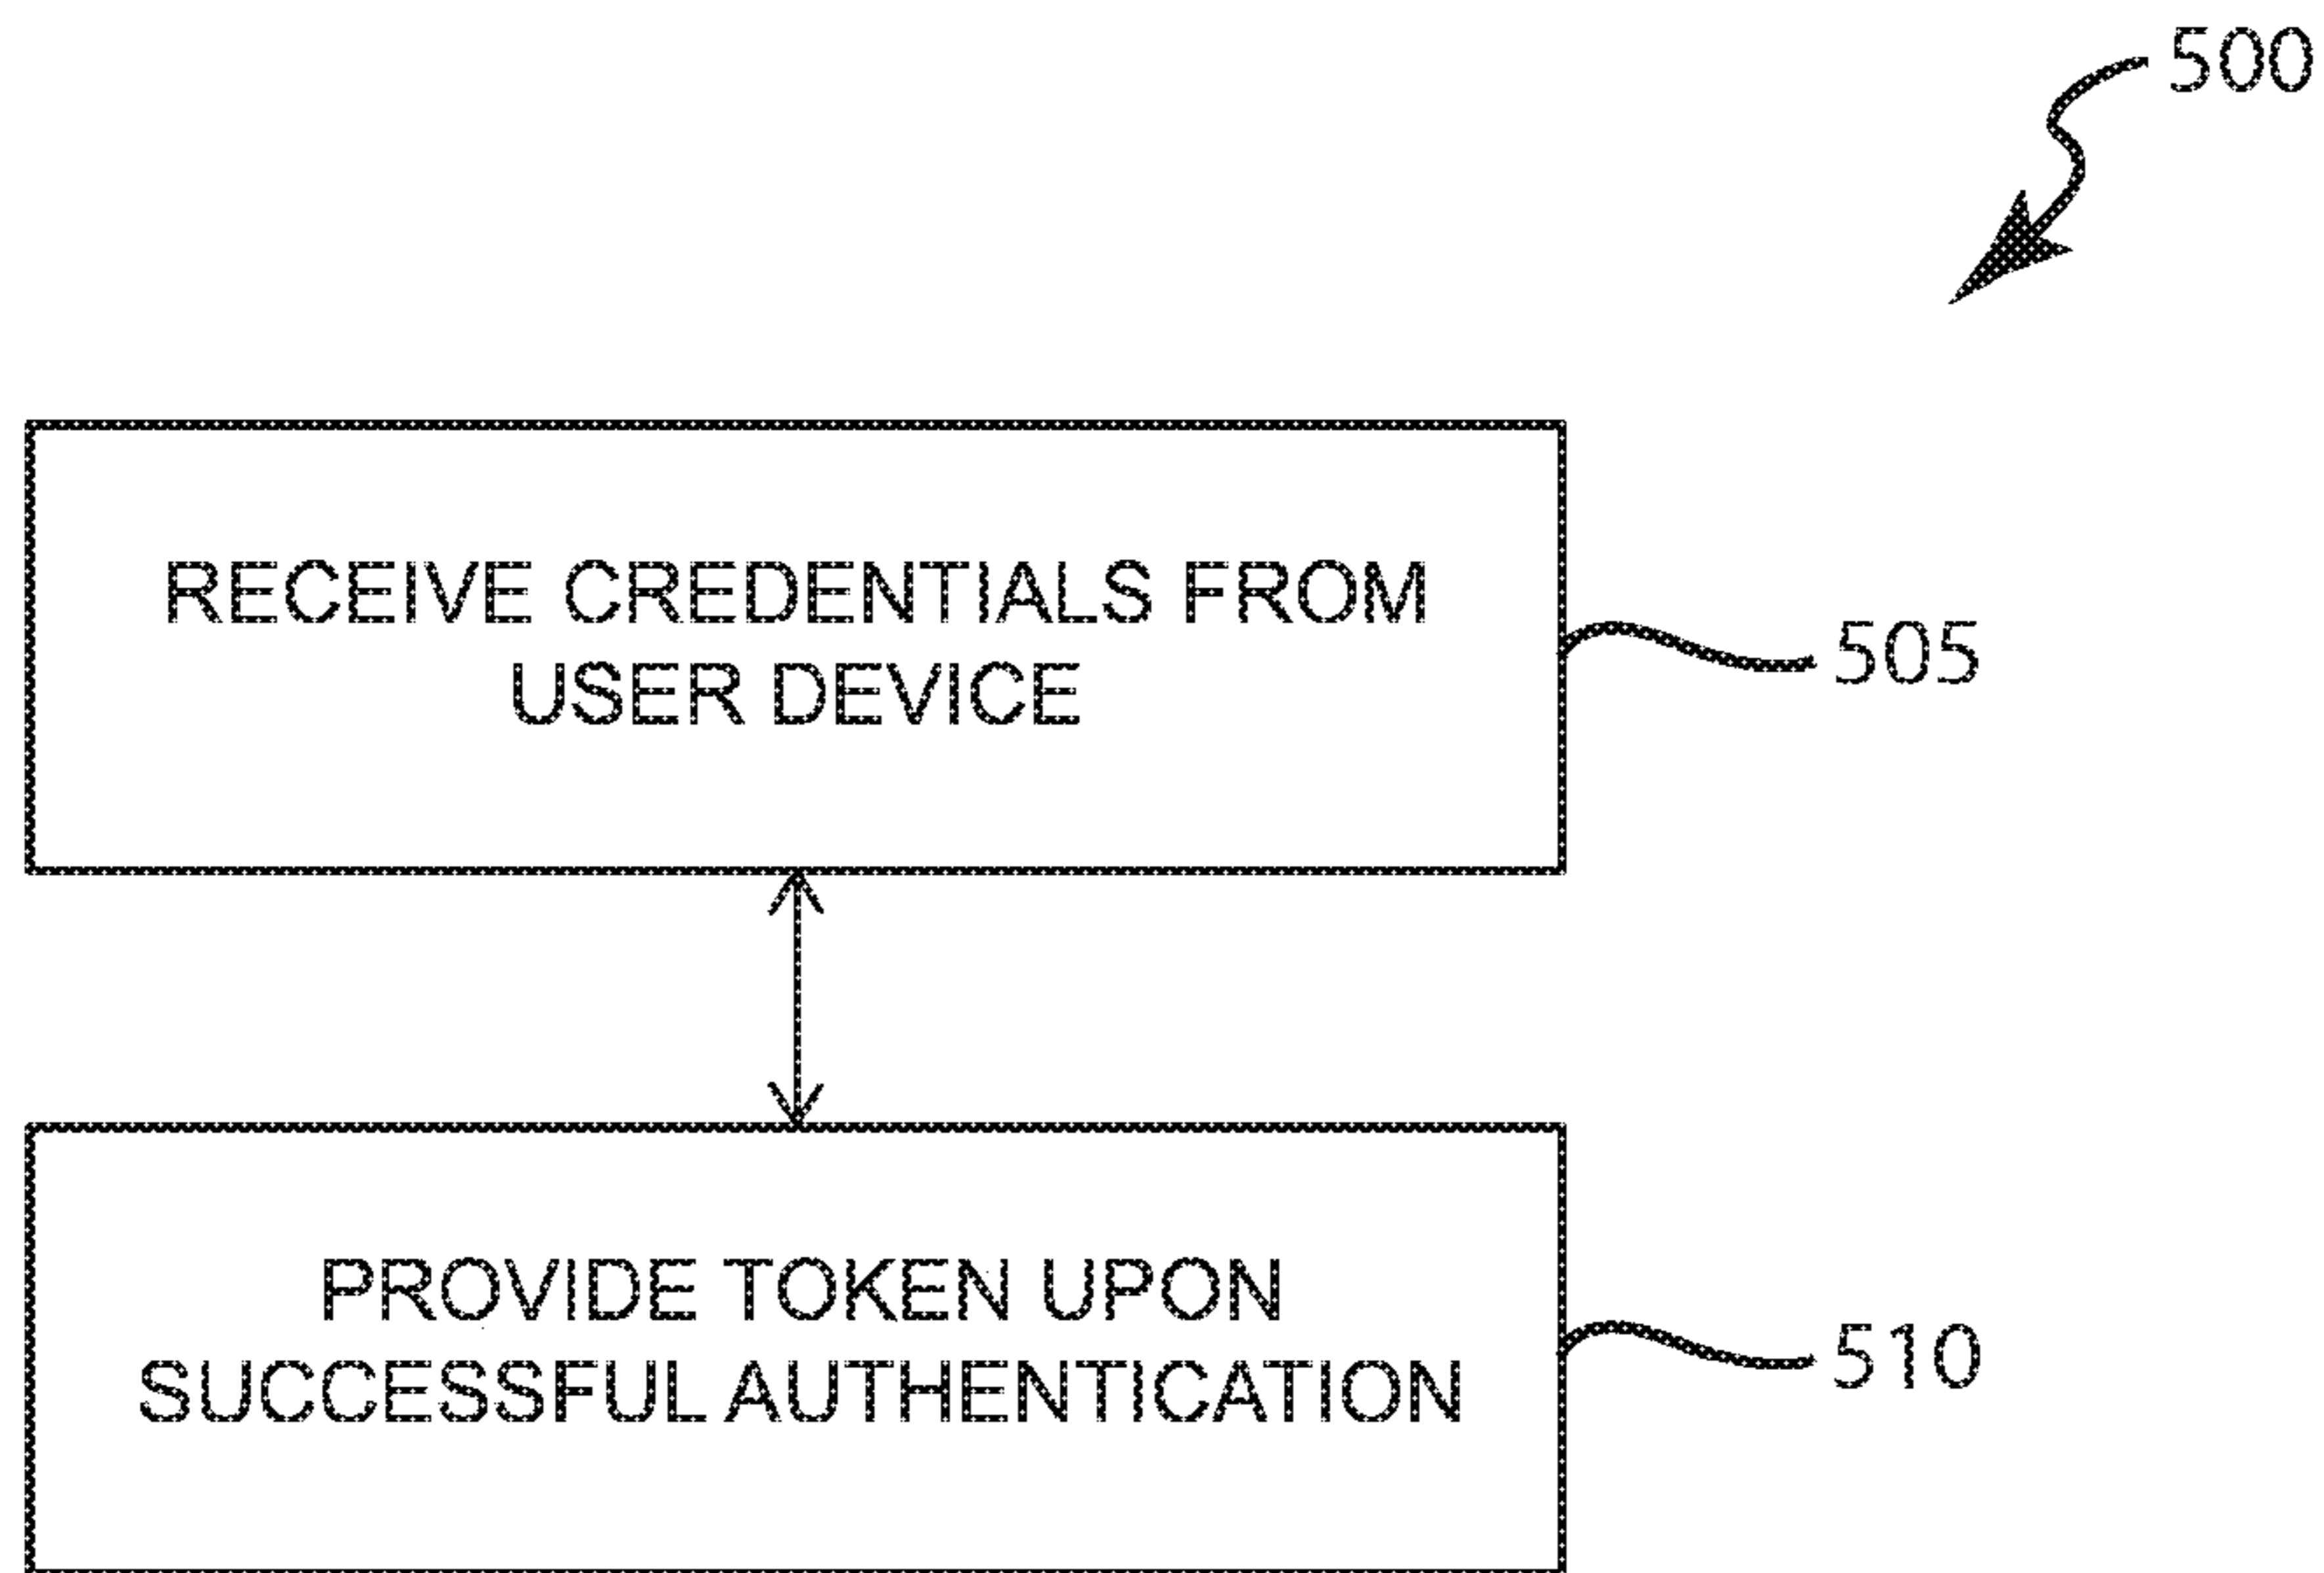 500
RECEIVE CREDENTIALS FROM
USER DEVICE
505
PROVIDE TOKEN UPON
SUCCESSFUL AUTHENTICATION
510